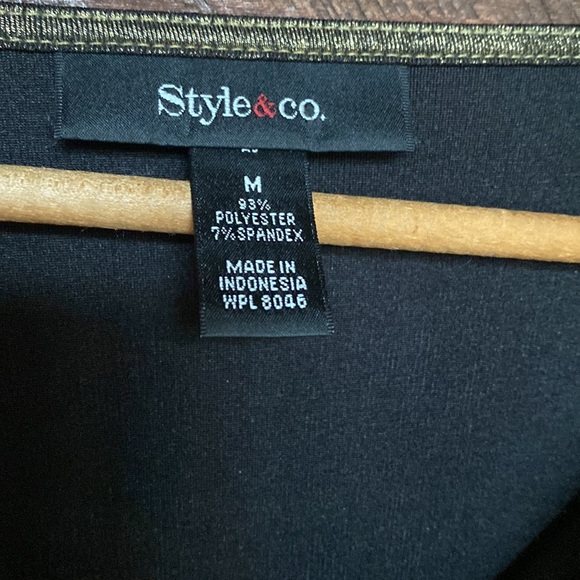 Style&co.
M
93%
POLYESTER
7% SPANDEX
MADE IN
INDONESIA
WPL 8046